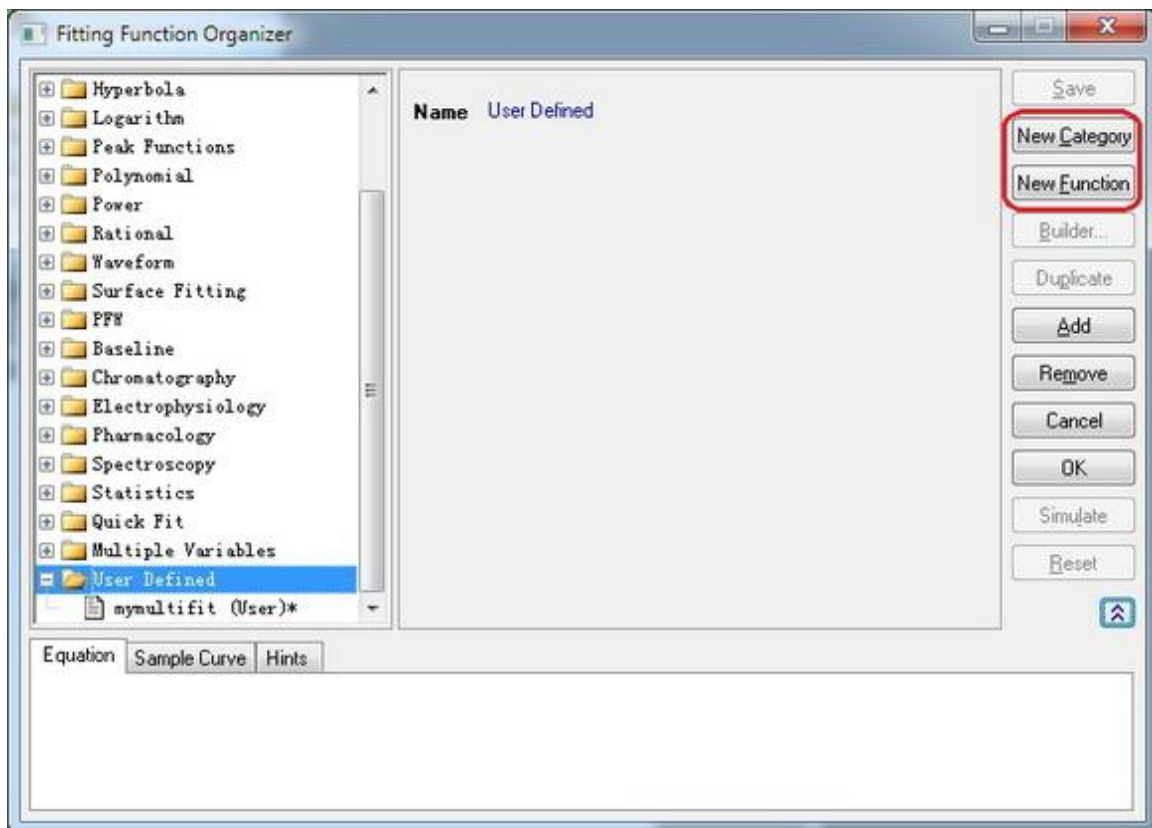 Fitting Function Organizer
Hyperbola
Logarithm
Peak Functions
Polynomial
Power
Rational
Waveform
Surface Fitting
PFW
Baseline
Chromatography
Electrophysiology
Pharmacology
Spectroscopy
Statistics
Quick Fit
Multiple Variables
User Defined
mymultifit (User)*
Name User Defined
Save
New Category
New Function
Builder...
Duplicate
Add
Remove
Cancel
OK
Simulate
Reset
Equation Sample Curve Hints